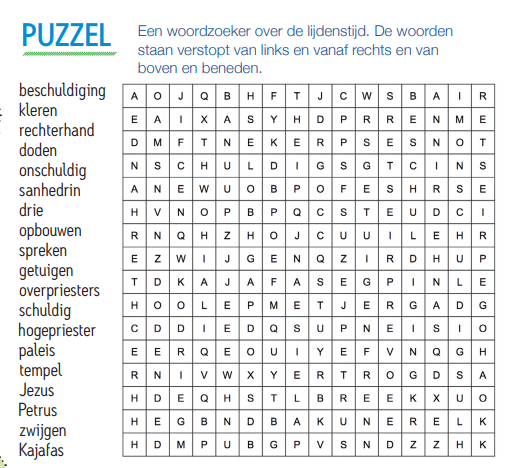 PUZZEL
Een woordzoeker over de lijdenstijd. De woorden
staan verstopt van links en vanaf rechts en van
boven en beneden.
beschuldiging
kleren
rechterhand
doden
onschuldig
sanhedrin
drie
opbouwen
spreken
getuigen
overpriesters
schuldig
hogepriester
paleis
tempel
Jezus
Petrus
zwijgen
Kajafas
A O J Q B H F T J C W S B A I R
E A I X A S Y H D P R R E N M E
D M F T N E K E R P S E S N O T
N S C H U L D I G S G T C I N S
A N E W U O B P O F E S H R S E
H V N O P B P Q C S T E U D C I
R N Q H Z H O J C U U I L E H R
E Z W I J G E N Q Z I R D H U P
T D K A J A F A S E G P I N L E
H O O L E P M E T J E R G A D G
C D D I E D Q S U P N E I S I O
E E R Q E O U I Y E F V N Q G H
R N I V W X Y E R T R O G D S A
H D E Q H S T L B R E E K X U O
H E G B N D B A K U N E R E L K
H D M P U B G P V S N D Z Z H K